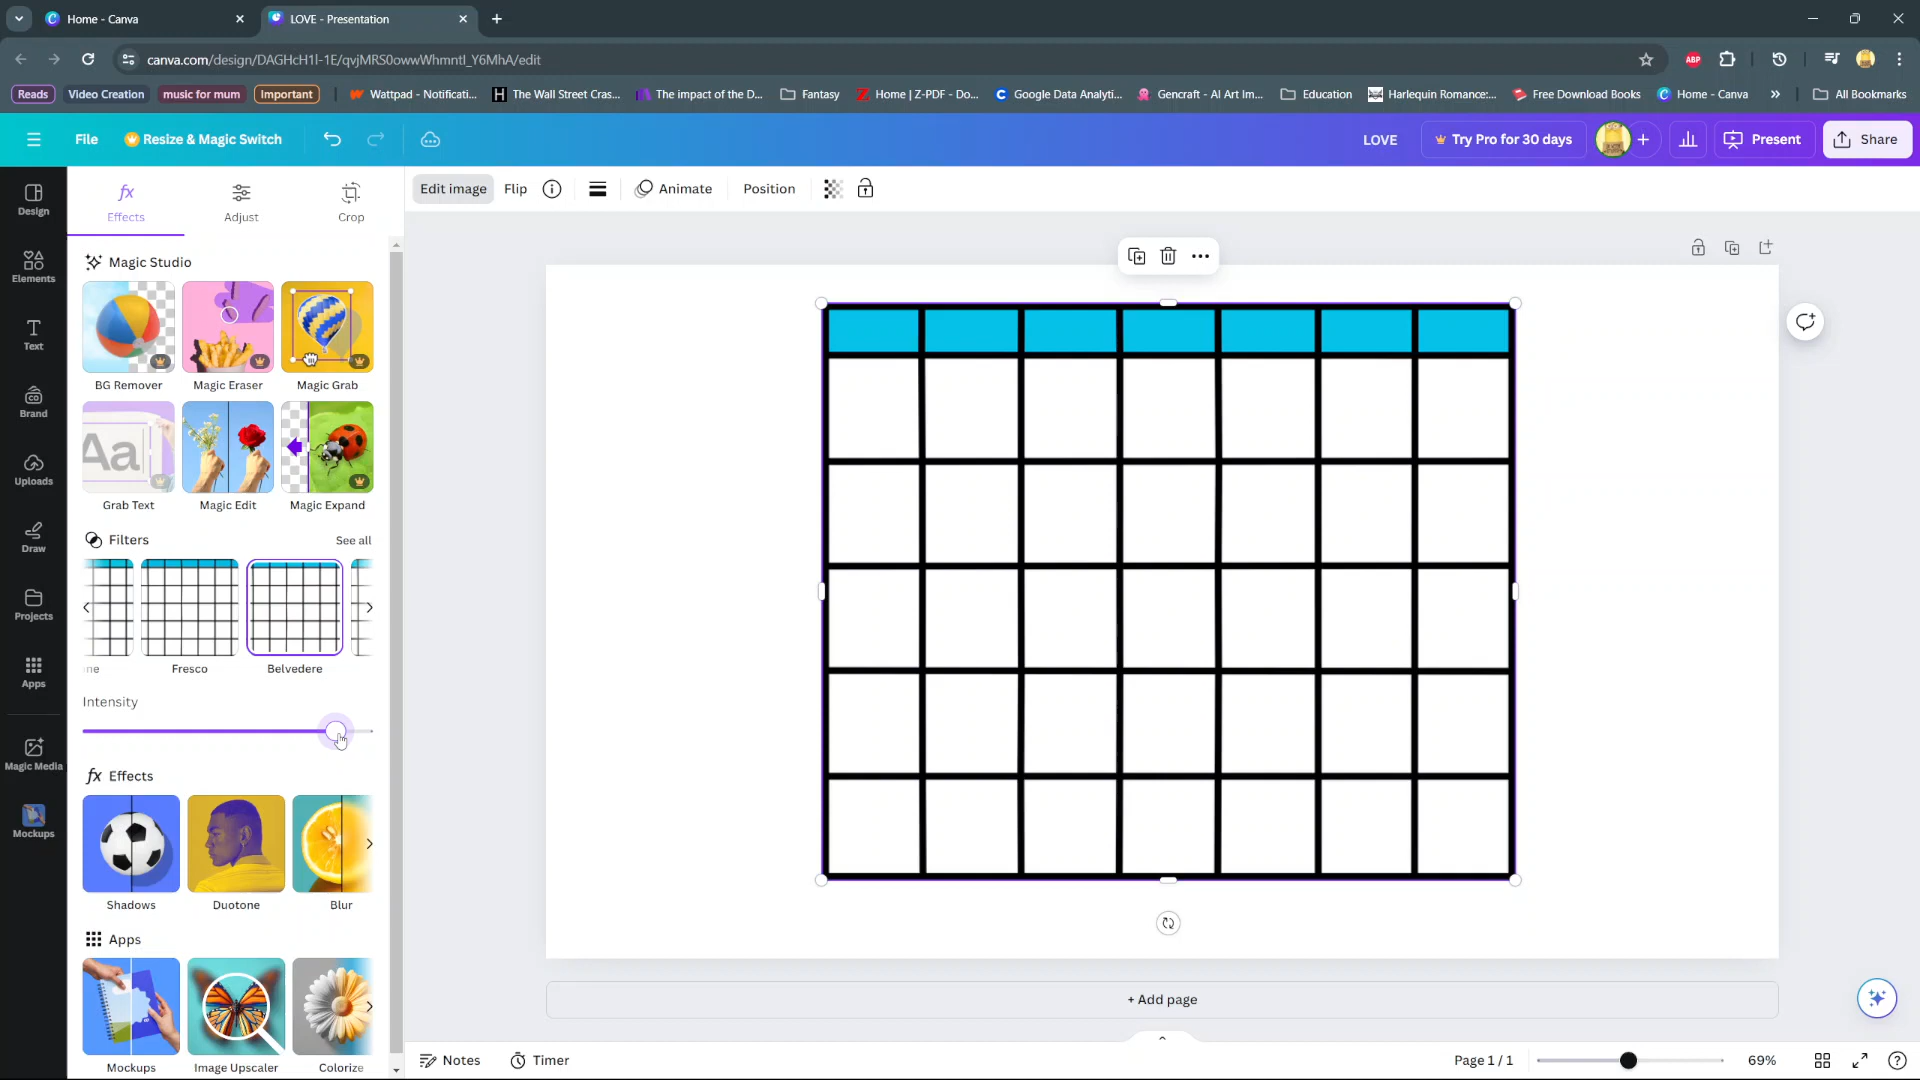 Home - Canva
LOVE - Presentation
canva.com/design/DAGHcH1l-1E/qvjMRS0owwWhmntl_Y6MhA/edit
ABP
Reads
Video Creation
music for mum
Important
Wattpad - Notificati...
The Wall Street Cras...
The impact of the D...
Fantasy
Home | Z-PDF - Do...
Google Data Analyti...
Gencraft - AI Art Im...
Education
Harlequin Romance:...
Free Download Books
Home - Canva
All Bookmarks
File
Resize & Magic Switch
LOVE
Try Pro for 30 days
Present
Share
Design
Elements
Text
Brand
Uploads
Draw
Projects
Apps
Magic Media
Mockups
Effects
Adjust
Crop
Edit image
Flip
Animate
Position
Magic Studio
BG Remover
Magic Eraser
Magic Grab
Aa
Grab Text
Magic Edit
Magic Expand
Filters
See all
ne
Fresco
Belvedere
Intensity
fx Effects
Shadows
Duotone
Blur
Apps
Mockups
Image Upscaler
Colorize
+ Add page
Notes
Timer
Page 1 / 1
69%